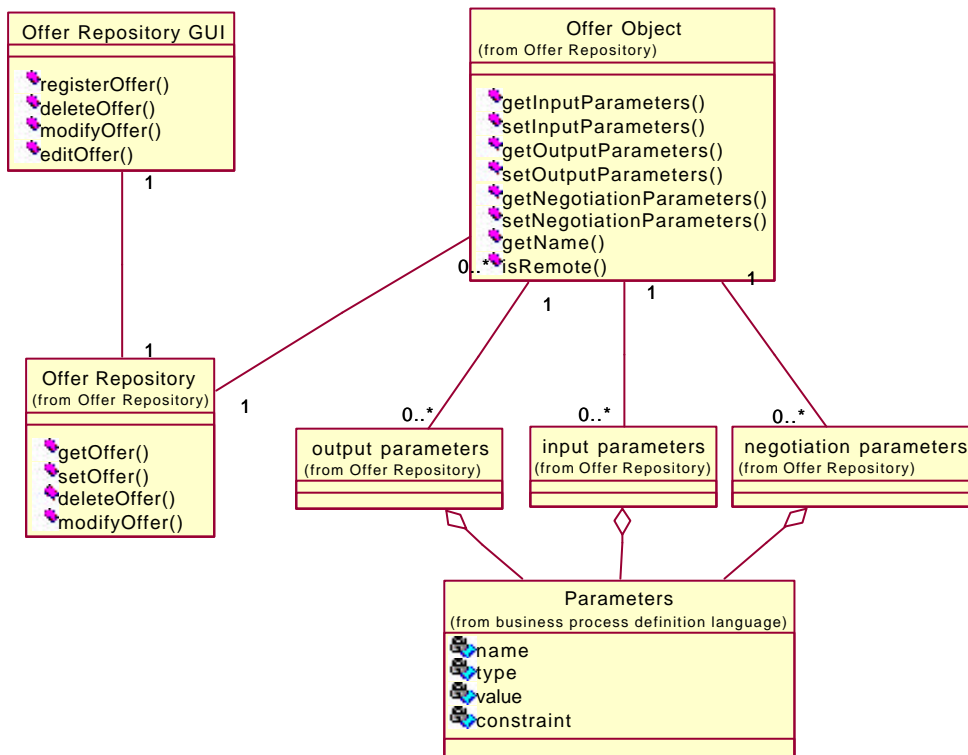 Offer Repository GUI
registerOffer()
deleteOffer()
modifyOffer()
editOffer()
1
Offer Object
(from Offer Repository)
getInputParameters()
setInputParameters()
getOutputParameters()
setOutputParameters()
getNegotiationParameters()
setNegotiationParameters()
getName()
isRemote()
0..*
1
1
1
1
Offer Repository
(from Offer Repository)
getOffer()
setOffer()
deleteOffer()
modifyOffer()
1
0..*
0..*
0..*
output parameters
(from Offer Repository)
input parameters
(from Offer Repository)
negotiation parameters
(from Offer Repository)
Parameters
(from business process definition language)
name
type
value
constraint